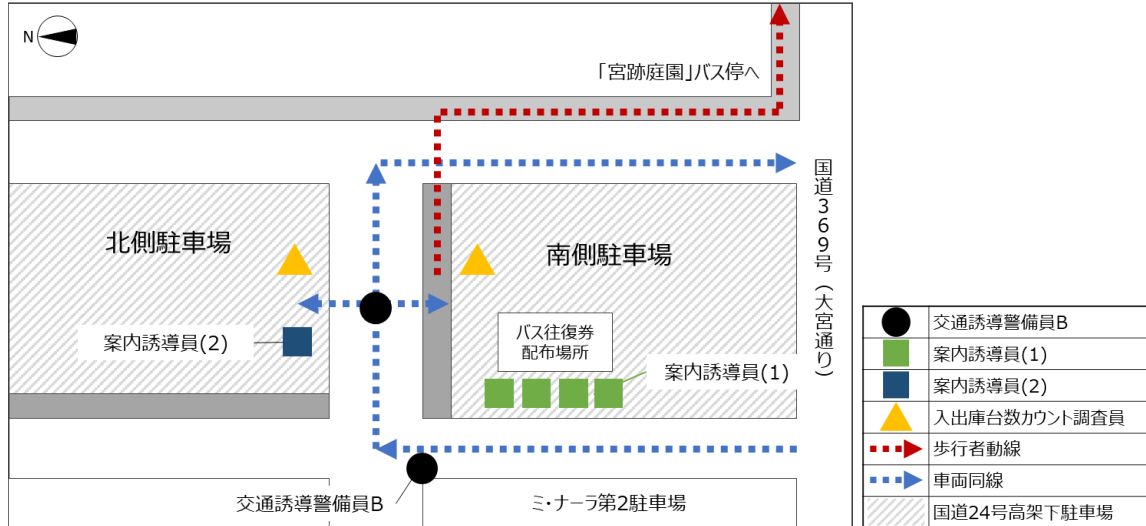 N
「宮跡庭園」バス停へ
国道369号（大宮通り）
北側駐車場
南側駐車場
案内誘導員(2)
バス往復券
配布場所
案内誘導員(1)
交通誘導警備員B
ミ・ナーラ第2駐車場
交通誘導警備員B
案内誘導員(1)
案内誘導員(2)
入出庫台数カウント調査員
歩行者動線
車両同線
国道24号高架下駐車場